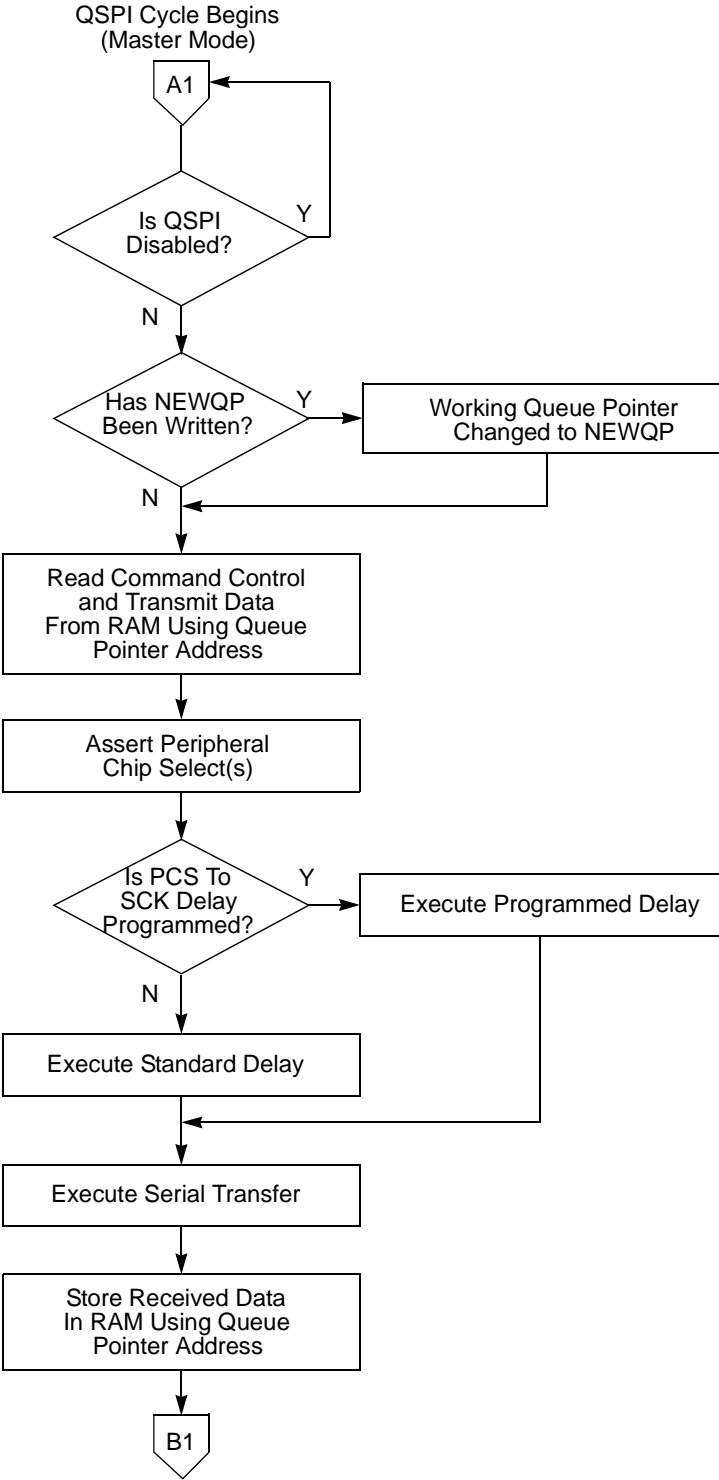 QSPI Cycle Begins
(Master Mode)
A1
Is QSPI
Disabled?
Y
N
Has NEWQP
Been Written?
Y
Working Queue Pointer
Changed to NEWQP
N
Read Command Control
and Transmit Data
From RAM Using Queue
Pointer Address
Assert Peripheral
Chip Select(s)
Is PCS To
SCK Delay
Programmed?
Y
Execute Programmed Delay
N
Execute Standard Delay
Execute Serial Transfer
Store Received Data
In RAM Using Queue
Pointer Address
B1